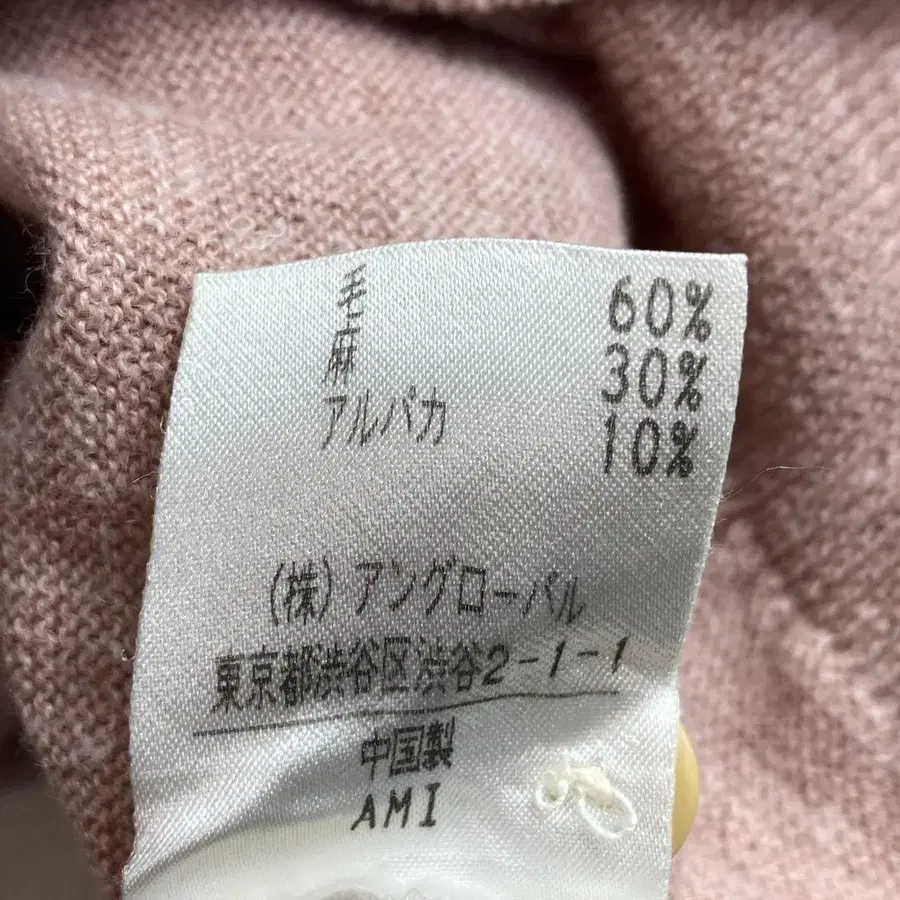 毛 60%
麻 30%
アルパカ 10%
(株)アングローバル
東京都渋谷区渋谷2-1-1
中国製
AMI